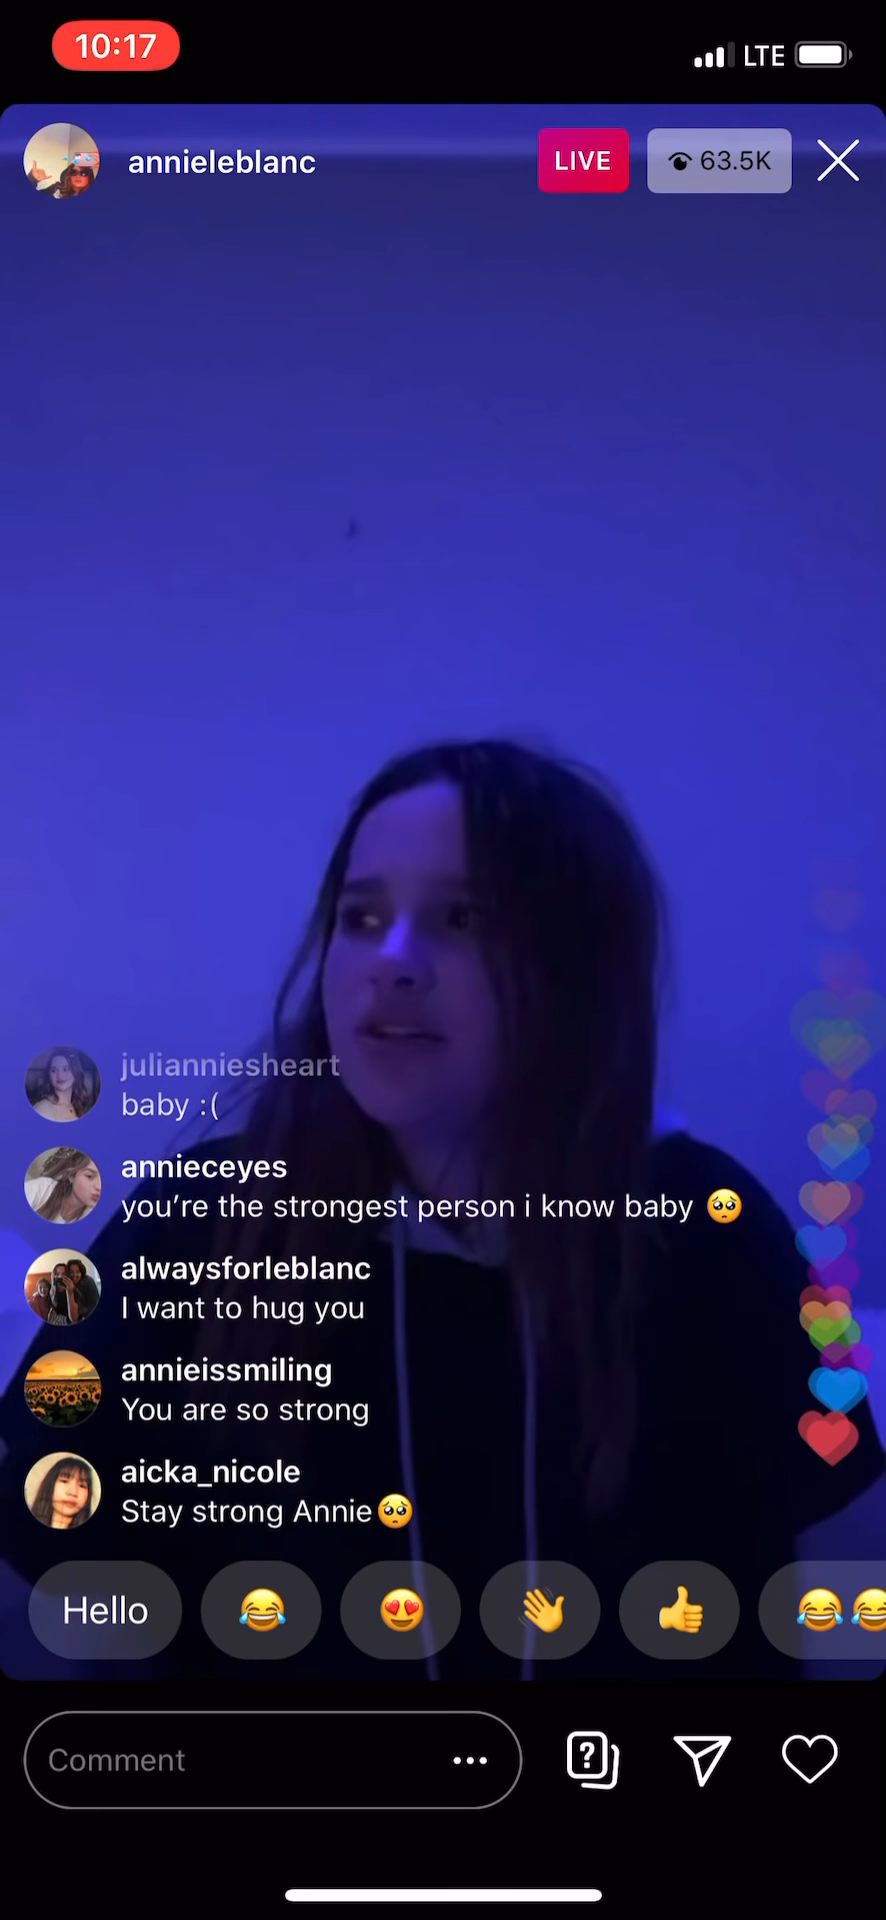 10:17
LTE
annieleblanc
LIVE
63.5K
julianniesheart
baby :(
annieceyes
you're the strongest person i know baby 🥺
alwaysforleblanc
I want to hug you
annieissmiling
You are so strong
aicka_nicole
Stay strong Annie🥺
Hello
Comment